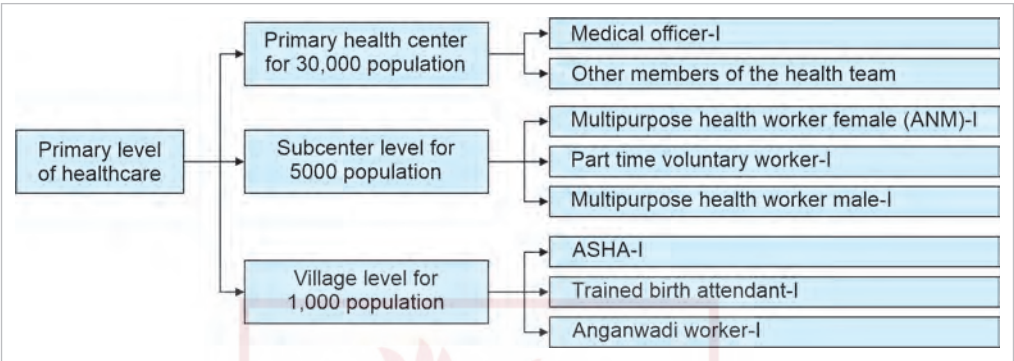 Primary level
of healthcare
Primary health center
for 30,000 population
Medical officer-I
Other members of the health team
Subcenter level for
5000 population
Multipurpose health worker female (ANM)-I
Part time voluntary worker-I
Multipurpose health worker male-I
Village level for
1,000 population
ASHA-I
Trained birth attendant-I
Anganwadi worker-I